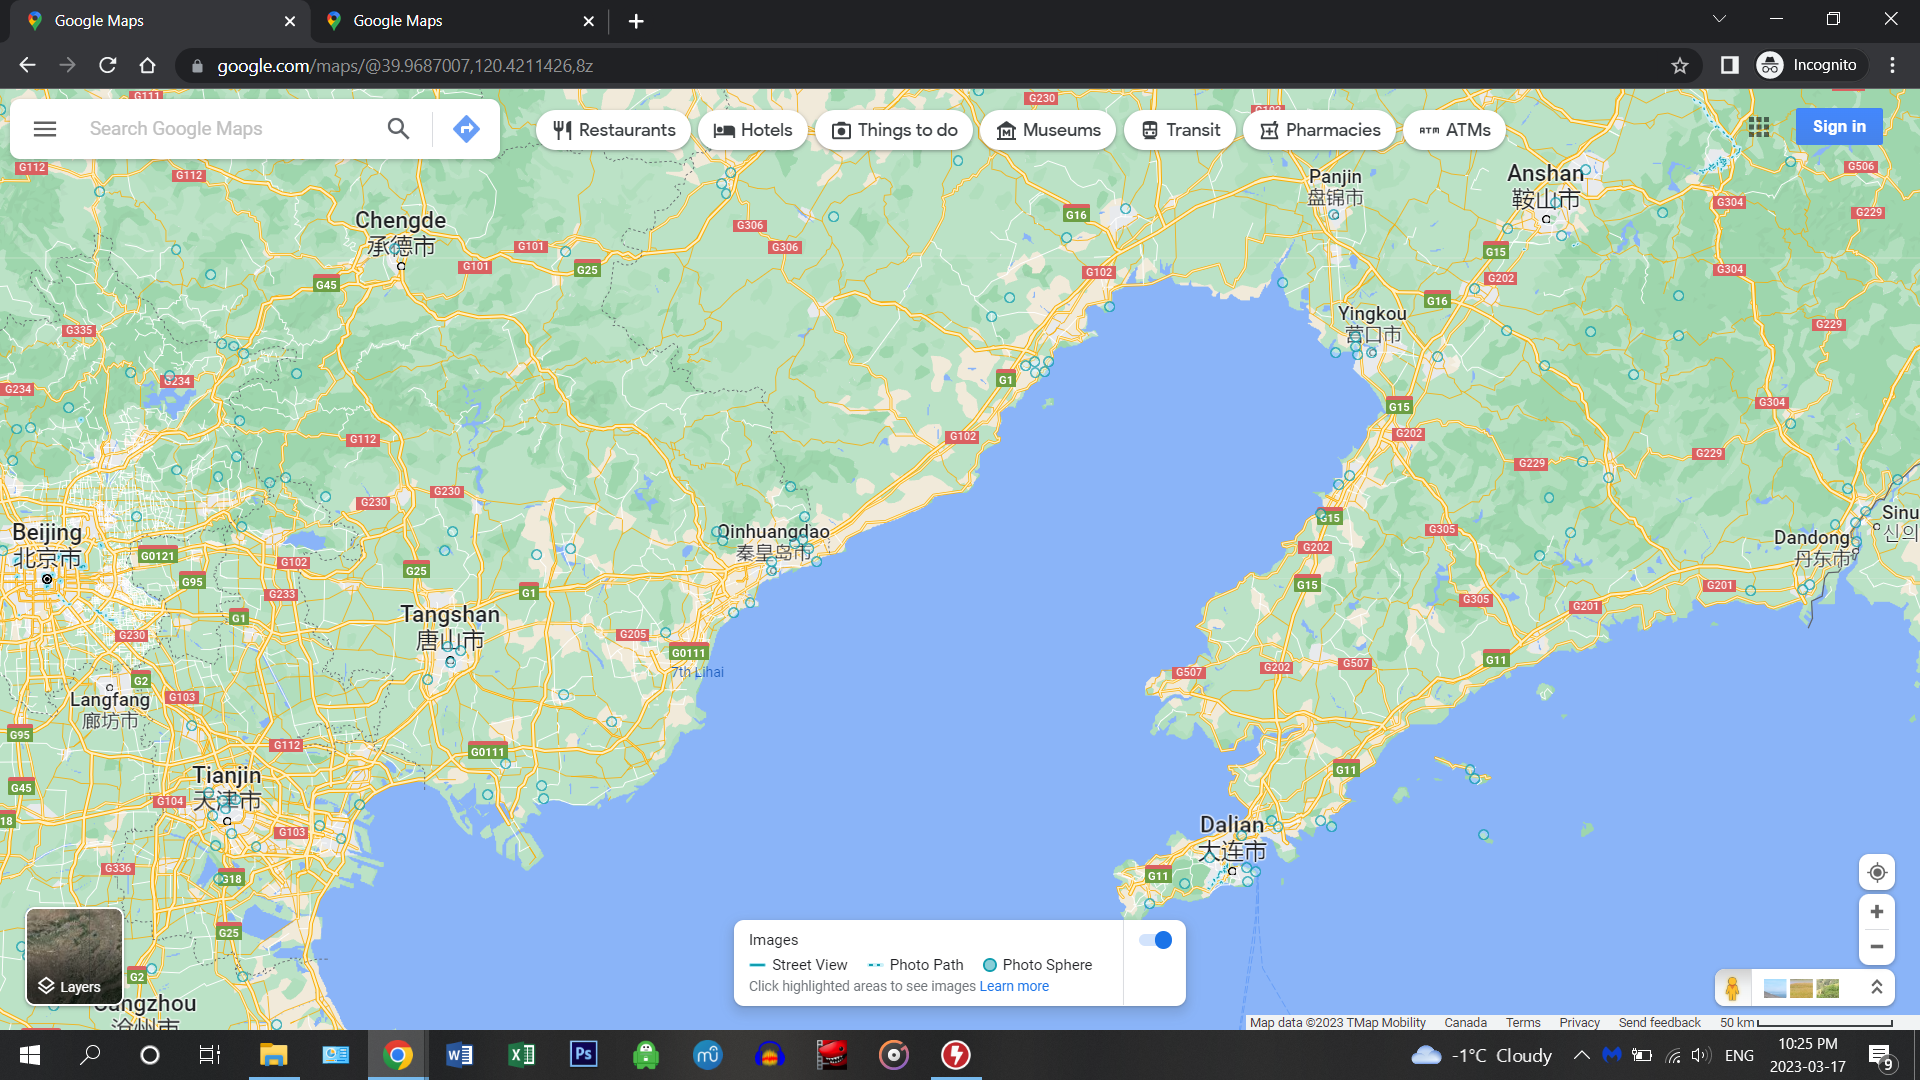 Google Maps
Google Maps
google.com/maps/@39.9687007,120.4211426,8z
Incognito
Search Google Maps
Restaurants
Hotels
Things to do
Museums
Transit
Pharmacies
ATM
ATMs
Sign in
G111
G230
G112
G112
G506
Panjin
盘锦市
Anshan
鞍山市
G304
G229
Chengde
承德市
G16
G306
G306
G101
G101
G25
G45
G102
G15
G202
G304
G16
Yingkou
营口市
G229
G335
G234
G234
G1
G15
G304
G202
G102
G112
G229
G229
G230
G230
Beijing
北京市
Qinhuangdao
秦皇岛市
G15
G305
G202
Dandong
丹东市
Sinu
신의
G0121
G95
G102
G25
G233
G1
G1
G15
G201
G305
G201
Tangshan
唐山市
G230
G205
G0111
7th Lihai
G11
G202
G507
G507
G2
G103
Langfang
廊坊市
G95
G112
G0111
G45
Tianjin
天津市
G104
18
G103
G11
Dalian
大连市
G336
G18
G11
G25
G2
Layers
angzhou
沧州市
Images
Street View
Photo Path
Photo Sphere
Click highlighted areas to see images Learn more
Map data ©2023 TMap Mobility
Canada
Terms
Privacy
Send feedback
50 km
-1°C Cloudy
ENG
10:25 PM
2023-03-17
9